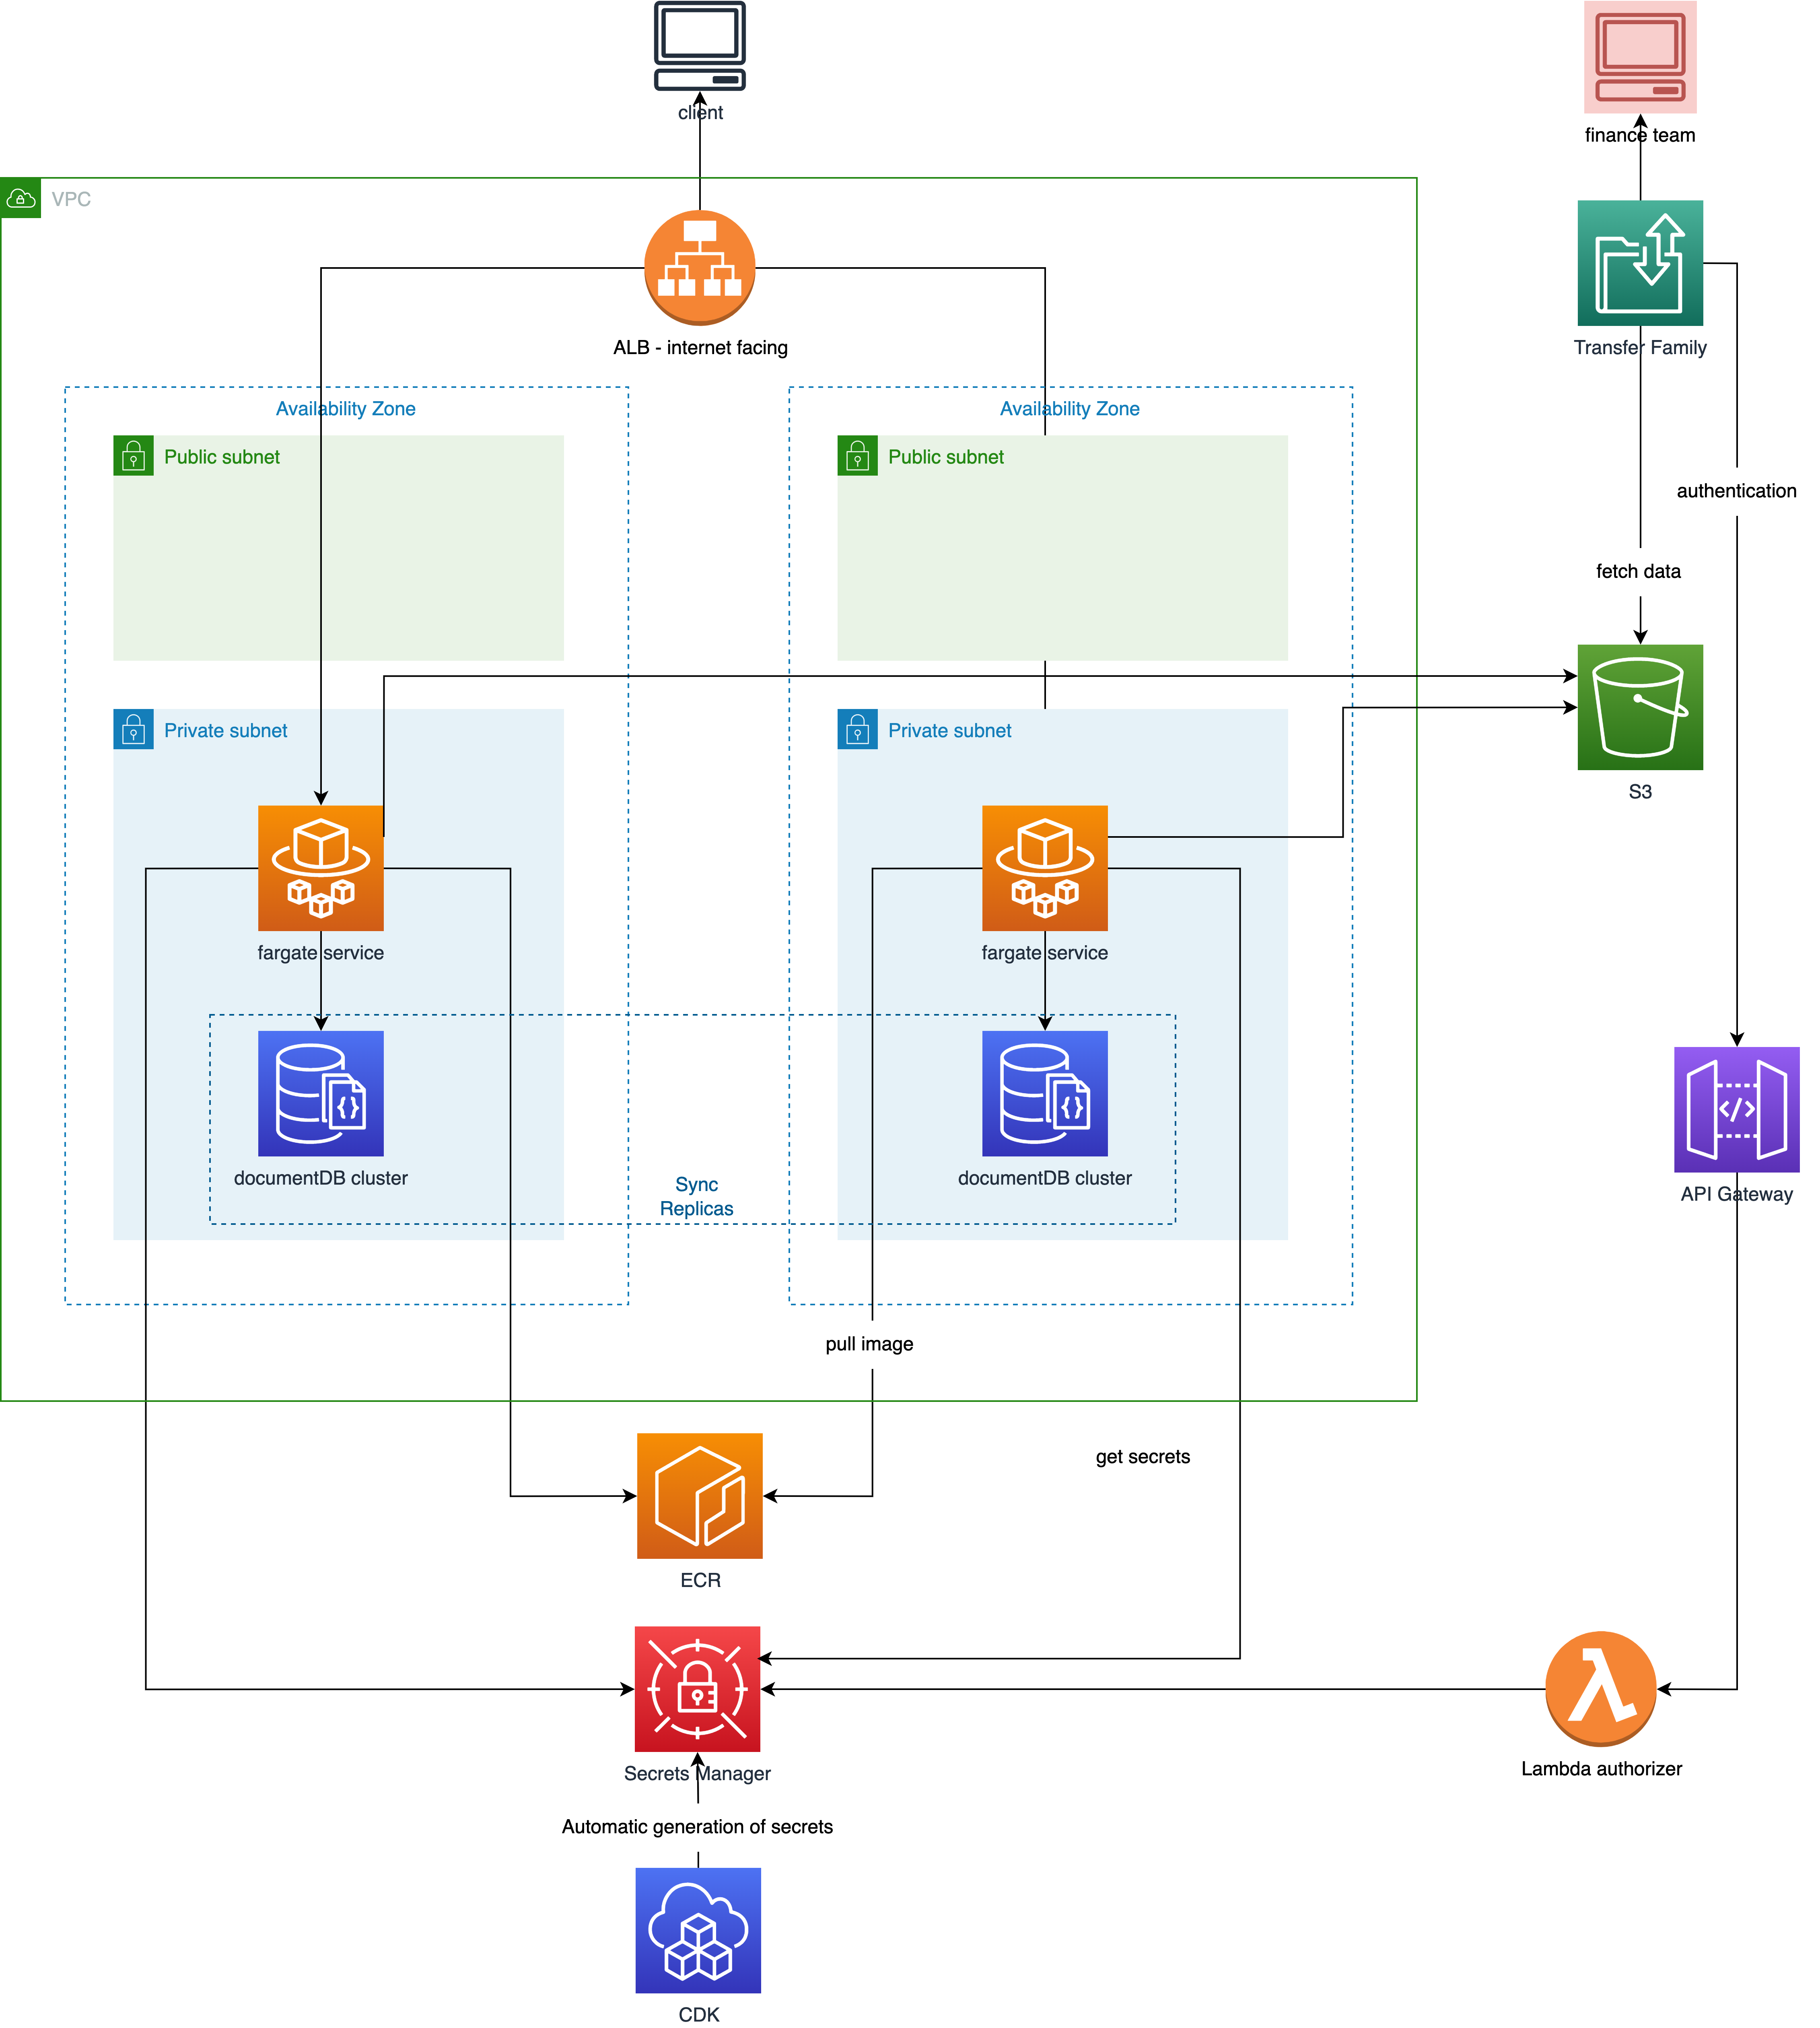 client
finance team
VPC
ALB - internet facing
Transfer Family
Availability Zone
Availability Zone
Public subnet
Public subnet
authentication
fetch data
Private subnet
Private subnet
S3
fargate service
fargate service
documentDB cluster
documentDB cluster
Sync
Replicas
API Gateway
pull image
get secrets
ECR
Secrets Manager
Lambda authorizer
Automatic generation of secrets
CDK